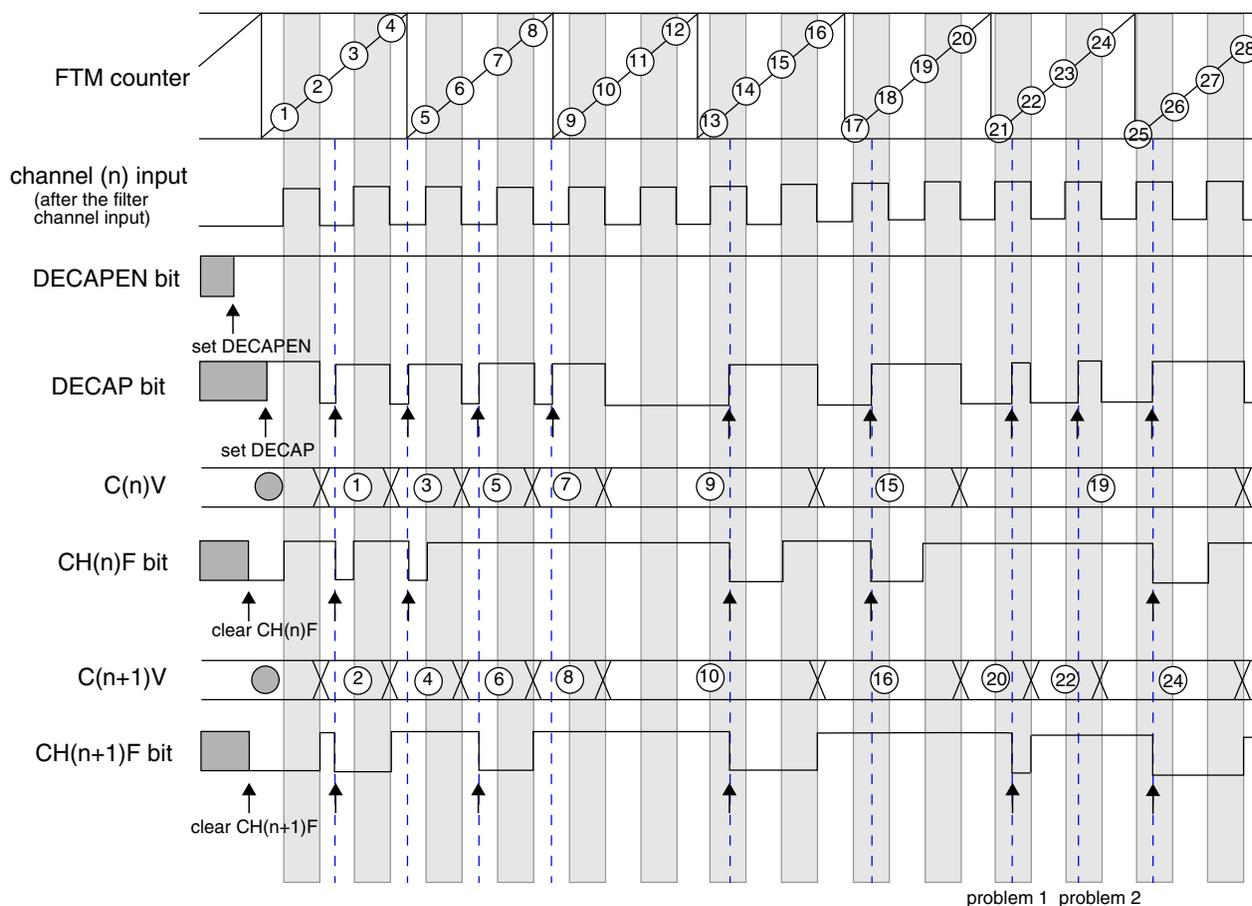 FTM counter
1 2 3 4 5 6 7 8 9 10 11 12 13 14 15 16 17 18 19 20 21 22 23 24 25 26 27 28
channel (n) input
(after the filter
channel input)
DECAPEN bit
set DECAPEN
DECAP bit
set DECAP
C(n)V
1 3 5 7 9 15 19
CH(n)F bit
clear CH(n)F
C(n+1)V
2 4 6 8 10 16 20 22 24
CH(n+1)F bit
clear CH(n+1)F
problem 1 problem 2